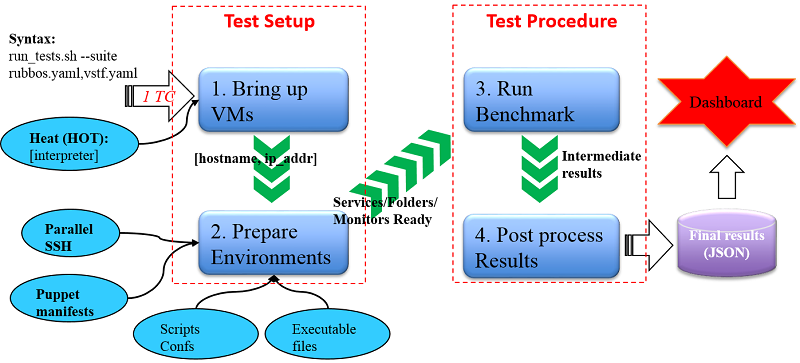 Test Setup
Test Procedure
Syntax:
run_tests.sh --suite
rubbos.yaml,vstf.yaml
1 TC
1. Bring up
VMs
3. Run
Benchmark
Dashboard
Heat (HOT):
[interpreter]
[hostname, ip_addr]
Intermediate
results
Services/Folders/
Monitors Ready
Parallel
SSH
2. Prepare
Environments
4. Post process
Results
Final results
(JSON)
Puppet
manifests
Scripts
Confs
Executable
files